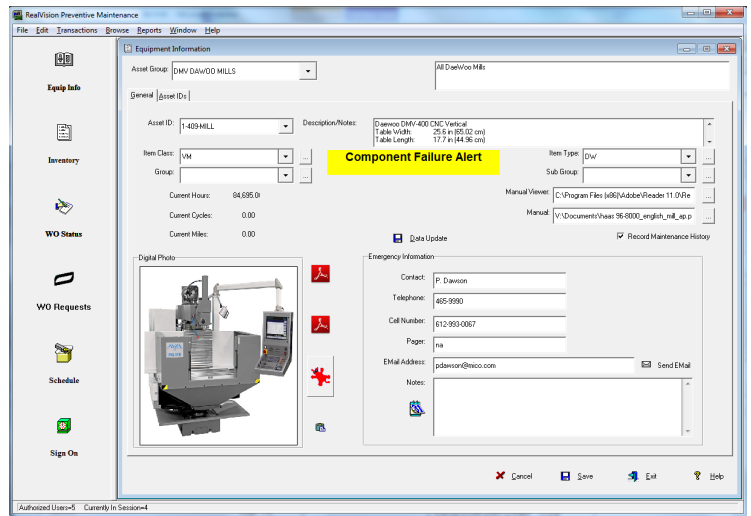 RealVision Preventive Maintenance
File Edit Transactions Browse Reports Window Help
Equip Info
Inventory
WO Status
WO Requests
Schedule
Sign On
Equipment Information
Asset Group: DMV DAWOO MILLS
All DaeWoo Mills
General Asset IDs
Asset ID: 1-409-MILL
Description/Notes: Daewoo DMV-400 CNC Vertical
Table Width: 25.6 in (65.02 cm)
Table Length: 17.7 in (44.96 cm)
Item Class: VM ...
Component Failure Alert
Item Type: DW ...
Group: ...
Sub Group: ...
Current Hours: 84,695.0
Manual Viewer: C:\Program Files (x86)\Adobe\Reader 11.0\Re ...
Current Cycles: 0.00
Manual: V:\Documents\haas 96-8000_english_mill_ap.p ...
Current Miles: 0.00
Data Update
Record Maintenance History
Digital Photo
Emergency Information
Contact: P. Dawson
Telephone: 465-9990
Cell Number: 612-993-0067
Pager: na
EMail Address: pdawson@mico.com
Send EMail
Notes:
Cancel Save Exit Help
Authorized Users=5 Currently In Session=4